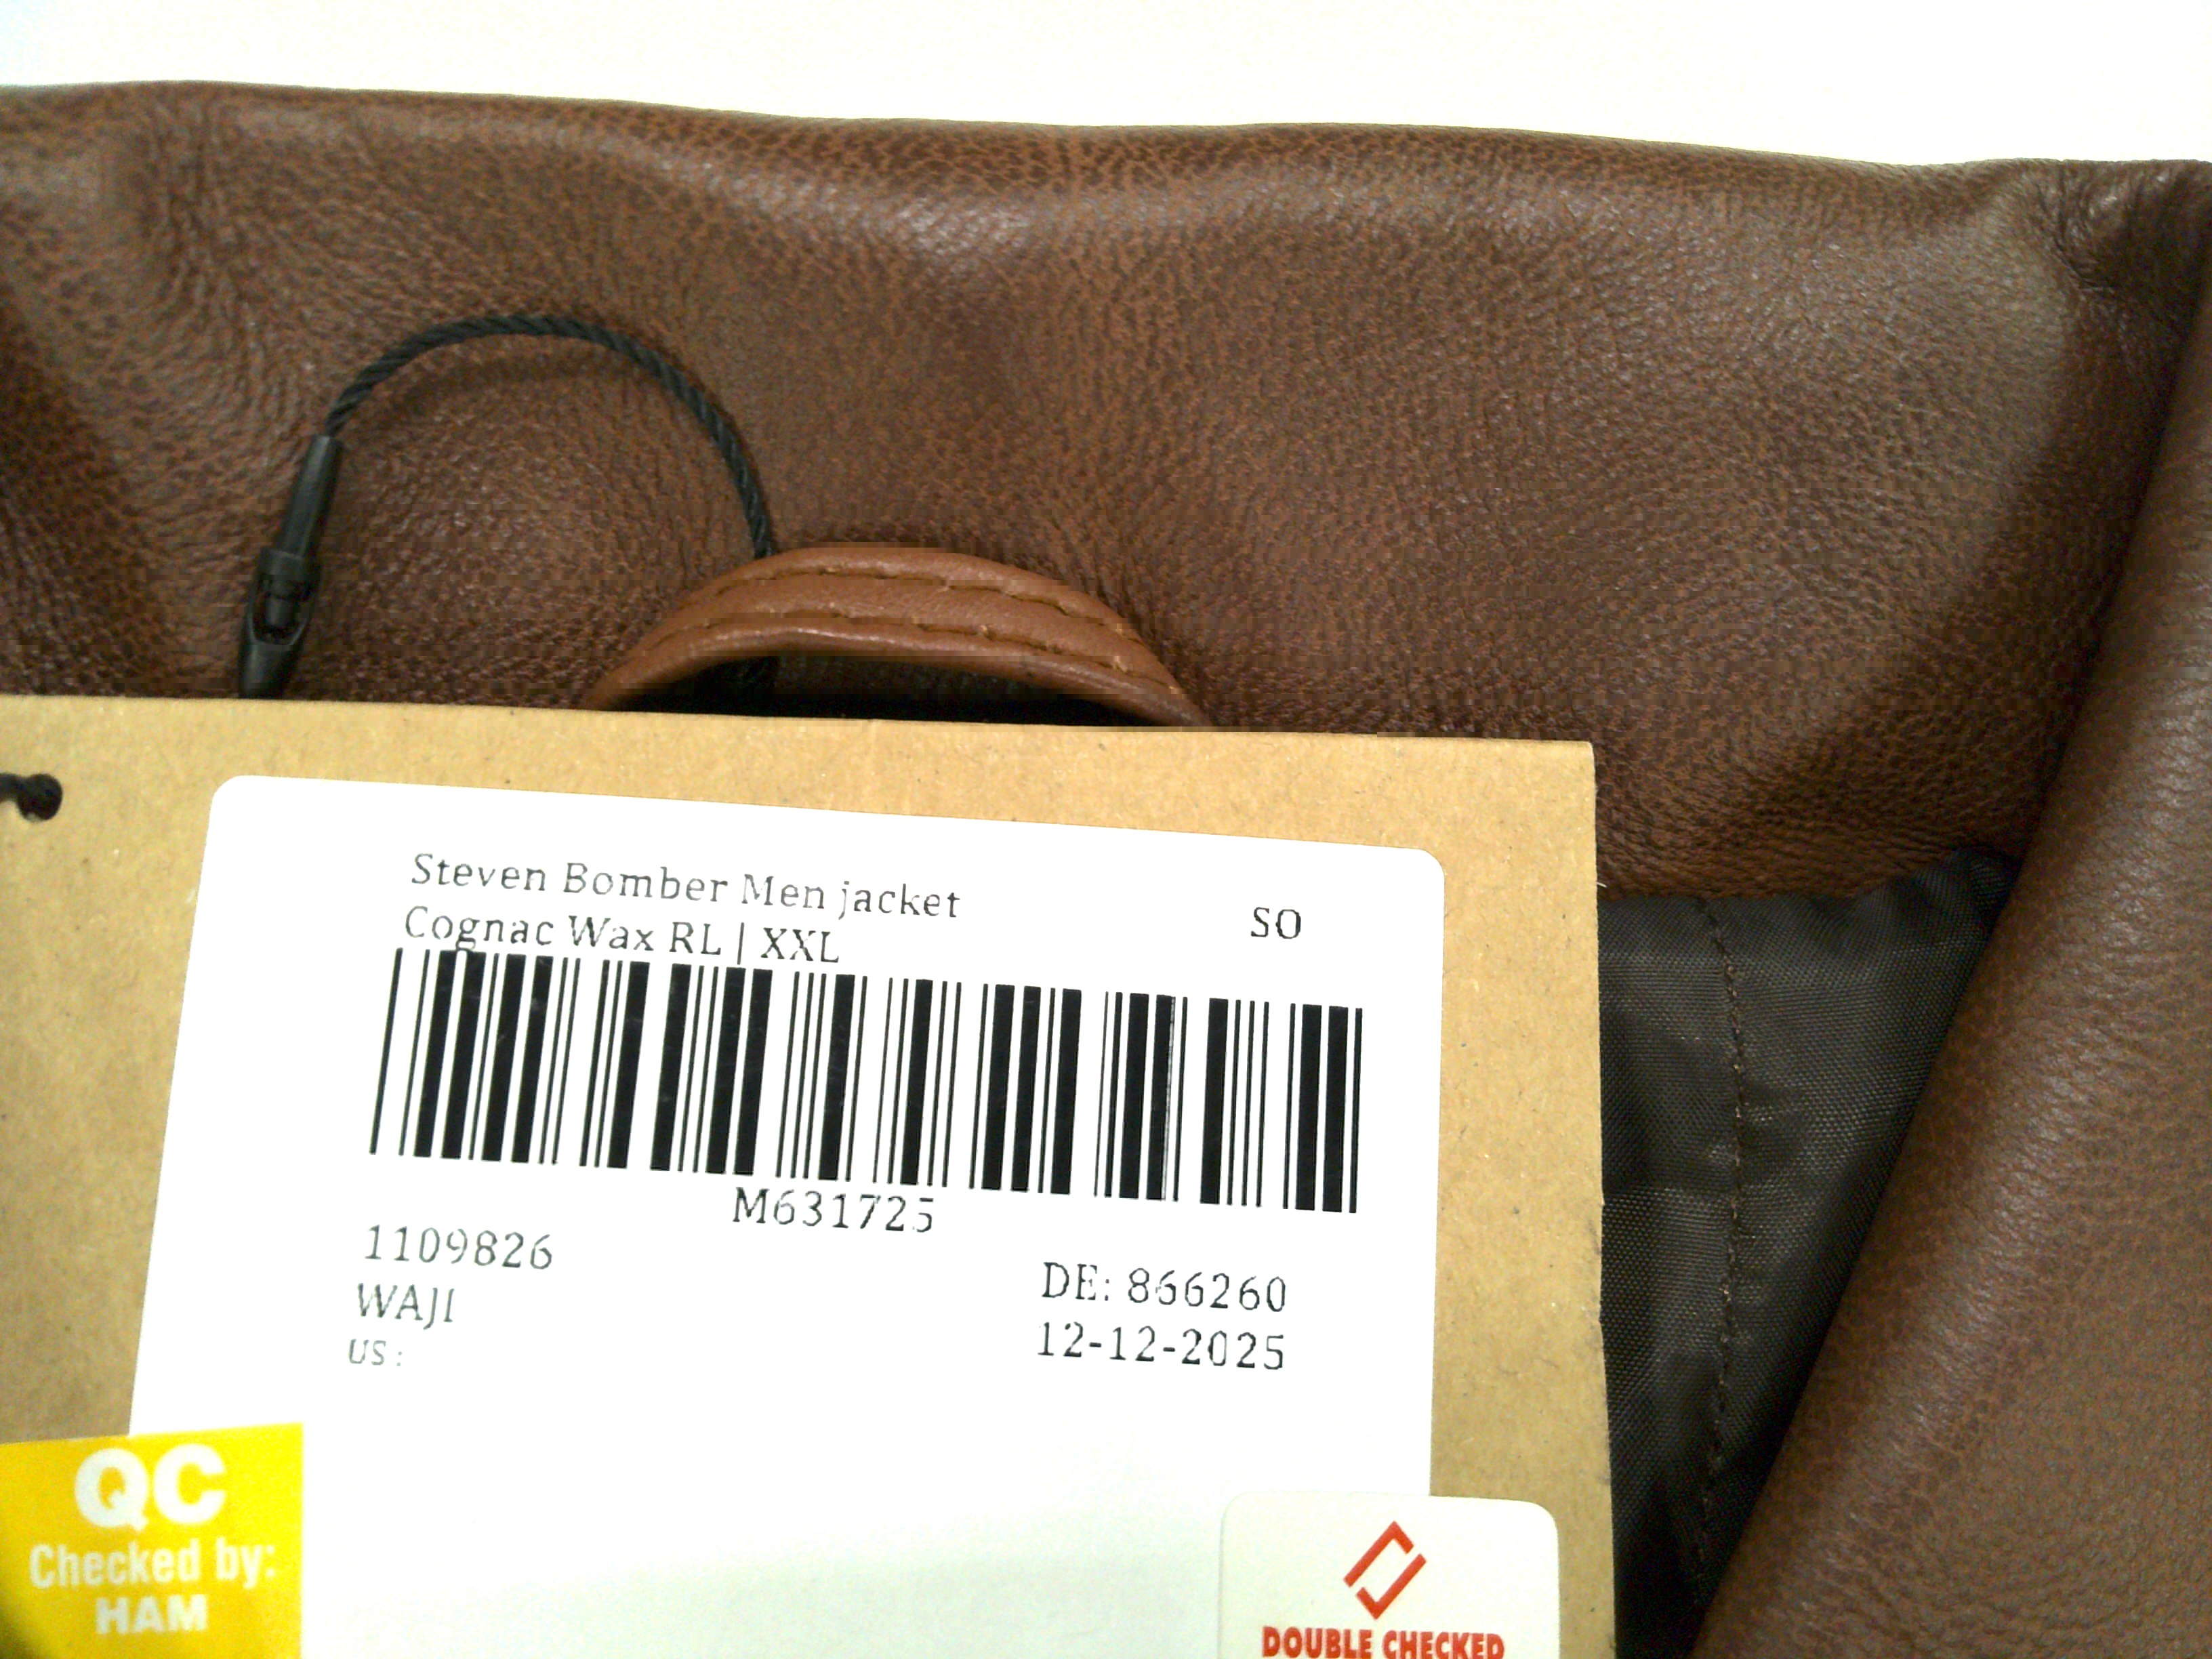 Steven Bomber Men jacket
SO
Cognac Wax RL | XXL
M631725
1109826
DE: 866260
WAJI
12-12-2025
US :
QC
Checked by:
HAM
DOUBLE CHECKED